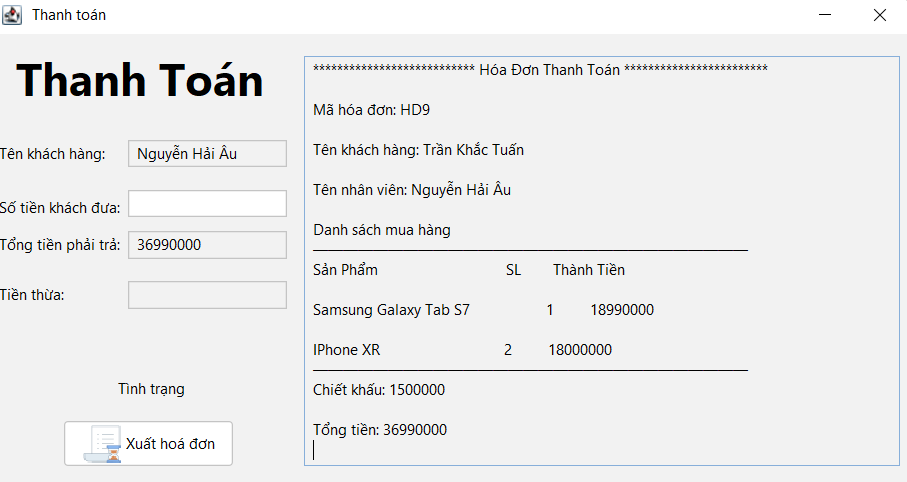 Thanh toán
Thanh Toán
Tên khách hàng: Nguyễn Hải Âu
Số tiền khách đưa:
Tổng tiền phải trả: 36990000
Tiền thừa:
Tình trạng
Xuất hoá đơn
*************************** Hóa Đơn Thanh Toán ************************
Mã hóa đơn: HD9
Tên khách hàng: Trần Khắc Tuấn
Tên nhân viên: Nguyễn Hải Âu
Danh sách mua hàng
Sản Phẩm SL Thành Tiền
Samsung Galaxy Tab S7 1 18990000
IPhone XR 2 18000000
Chiết khấu: 1500000
Tổng tiền: 36990000